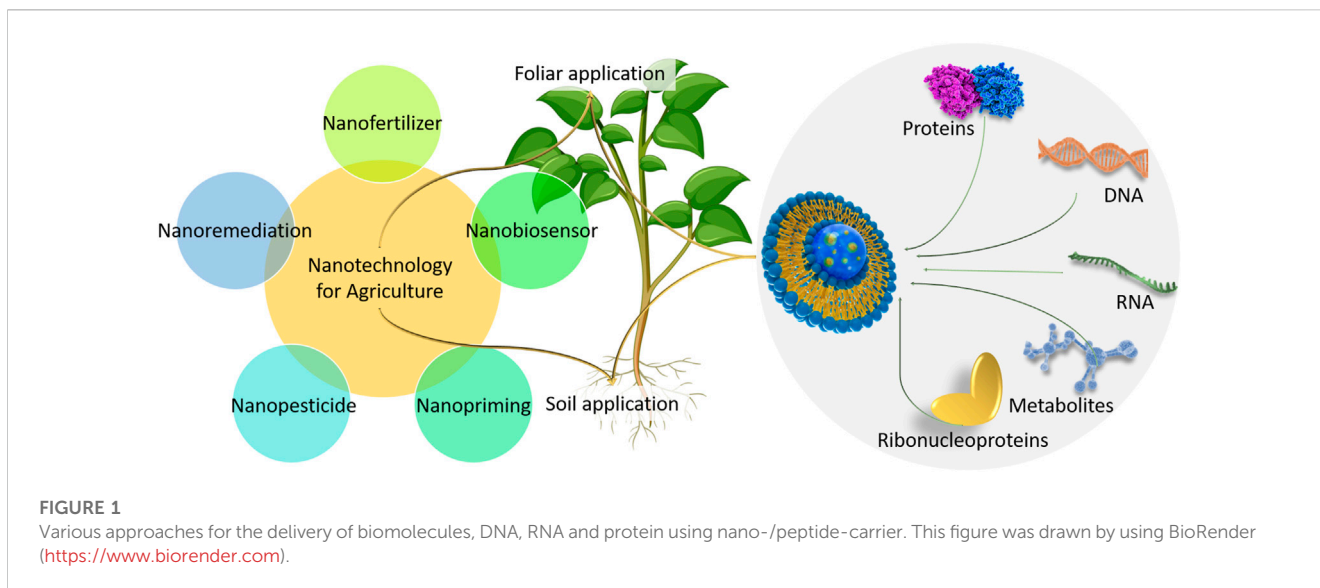 Foliar application
Nanofertilizer
Nanoremediation
Nanobiosensor
Nanotechnology
for Agriculture
Nanopesticide
Nanopriming
Soil application
Proteins
DNA
RNA
Metabolites
Ribonucleoproteins
FIGURE 1
Various approaches for the delivery of biomolecules, DNA, RNA and protein using nano-/peptide-carrier. This figure was drawn by using BioRender
(https://www.biorender.com).